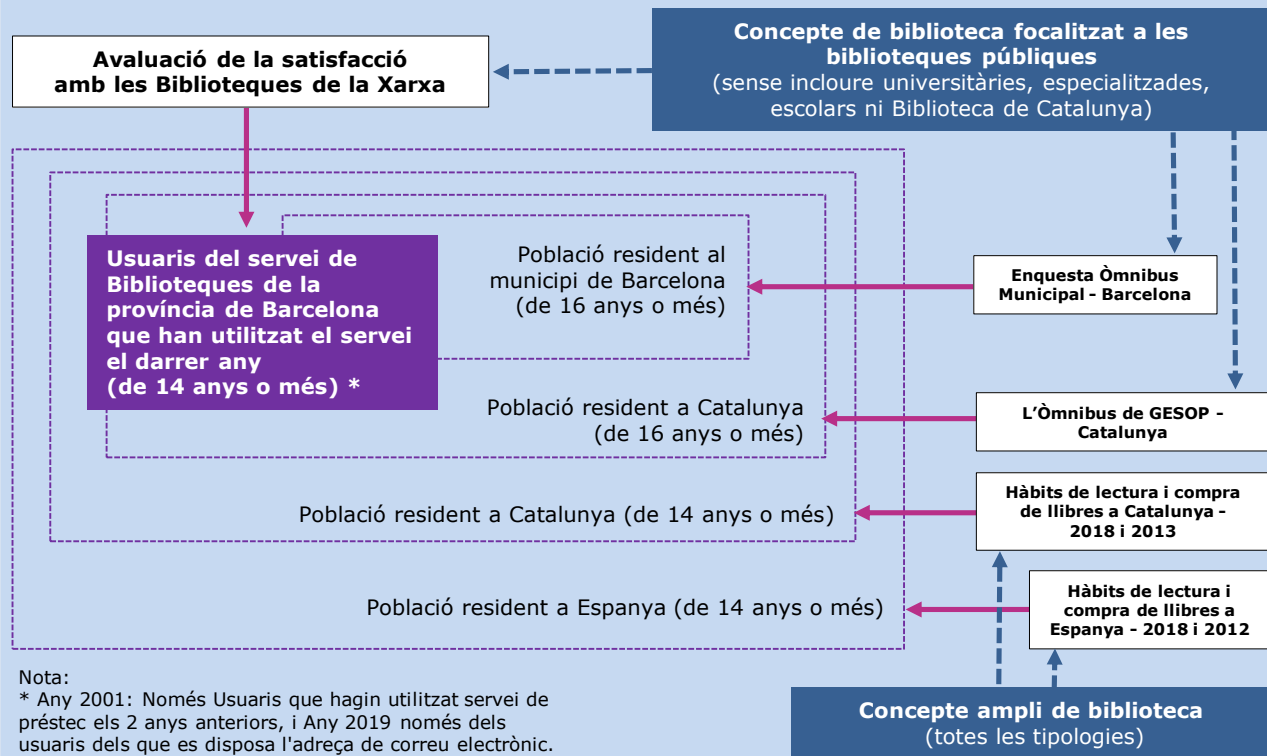 Avaluació de la satisfacció
amb les Biblioteques de la Xarxa
Concepte de biblioteca focalitzat a les
biblioteques públiques
(sense incloure universitàries, especialitzades,
escolars ni Biblioteca de Catalunya)
Usuaris del servei de
Biblioteques de la
província de Barcelona
que han utilitzat el servei
el darrer any
(de 14 anys o més) *
Població resident al
municipi de Barcelona
(de 16 anys o més)
Enquesta Òmnibus
Municipal - Barcelona
Població resident a Catalunya
(de 16 anys o més)
L'Òmnibus de GESOP -
Catalunya
Població resident a Catalunya (de 14 anys o més)
Hàbits de lectura i compra
de llibres a Catalunya -
2018 i 2013
Població resident a Espanya (de 14 anys o més)
Hàbits de lectura i
compra de llibres a
Espanya - 2018 i 2012
Nota:
* Any 2001: Només Usuaris que hagin utilitzat servei de
préstec els 2 anys anteriors, i Any 2019 només dels
usuaris dels que es disposa l'adreça de correu electrònic.
Concepte ampli de biblioteca
(totes les tipologies)